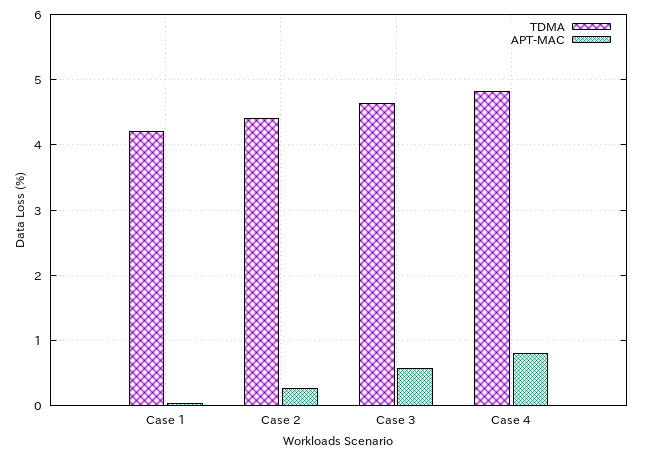 TDMA
APT-MAC
6
5
4
3
2
1
0
Data Loss (%)
Case 1 Case 2 Case 3 Case 4
Workloads Scenario